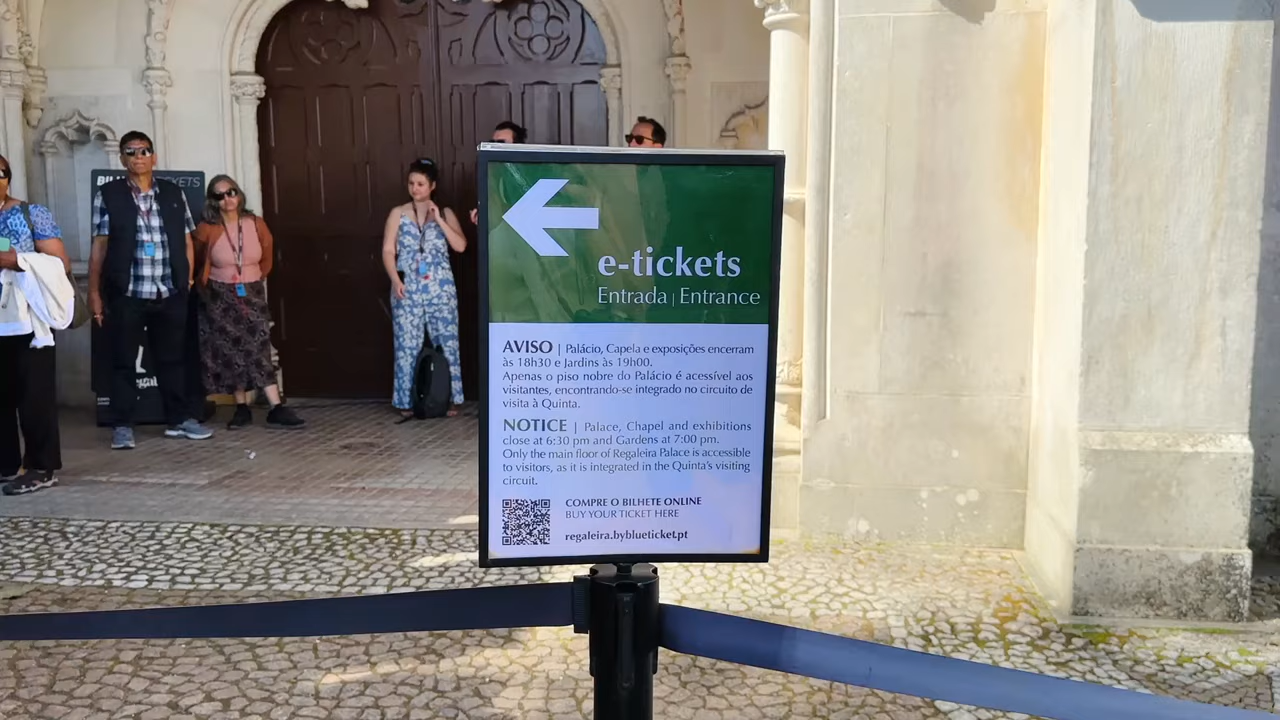 BIL
KETS
e-tickets
Entrada | Entrance
AVISO | Palácio, Capela e exposições encerram
às 18h30 e Jardins às 19h00.
Apenas o piso nobre do Palácio é acessível aos
visitantes, encontrando-se integrado no circuito de
visita à Quinta.
NOTICE | Palace, Chapel and exhibitions
close at 6:30 pm and Gardens at 7:00 pm.
Only the main floor of Regaleira Palace is accessible
to visitors, as it is integrated in the Quinta's visiting
circuit.
COMPRE O BILHETE ONLINE
BUY YOUR TICKET HERE
regaleira.byblueticket.pt